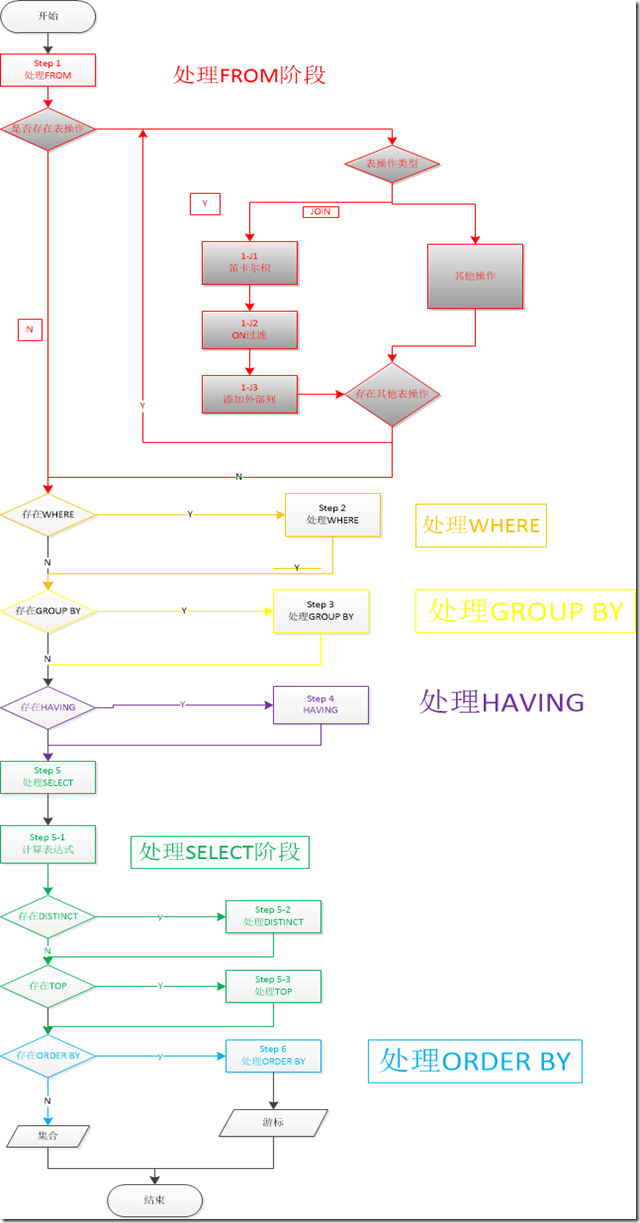 开始
Step 1
处理FROM
处理FROM阶段
是否存在表操作
表操作类型
Y
JOIN
1-J1
笛卡尔积
其他操作
N
1-J2
ON过滤
1-J3
添加外部列
存在其他表操作
Y
N
存在WHERE
Y
Step 2
处理WHERE
处理WHERE
N
Y
存在GROUP BY
Y
Step 3
处理GROUP BY
处理GROUP BY
N
存在HAVING
Y
Step 4
HAVING
处理HAVING
Step 5
处理SELECT
Step 5-1
计算表达式
处理SELECT阶段
存在DISTINCT
y
Step 5-2
处理DISTINCT
N
存在TOP
Y
Step 5-3
处理TOP
存在ORDER BY
y
Step 6
处理ORDER BY
处理ORDER BY
N
集合
游标
结束